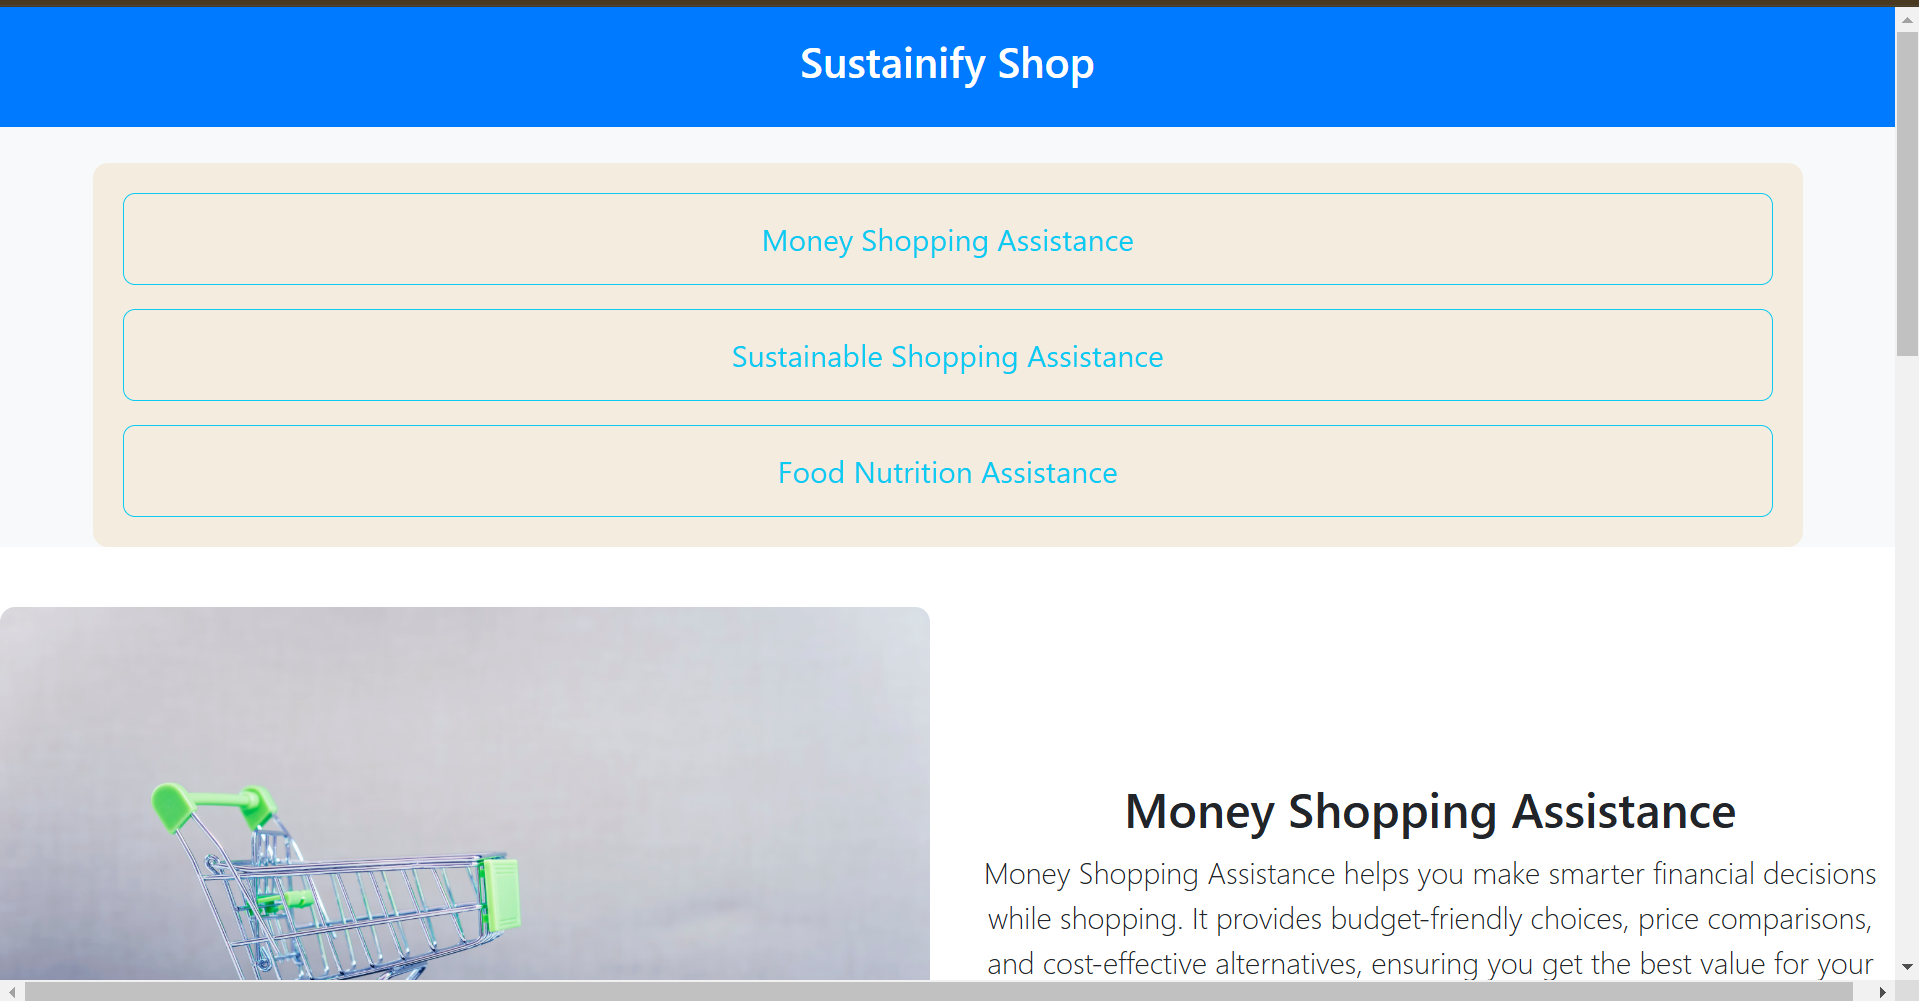 Sustainify Shop
Money Shopping Assistance
Sustainable Shopping Assistance
Food Nutrition Assistance
Money Shopping Assistance
Money Shopping Assistance helps you make smarter financial decisions
while shopping. It provides budget-friendly choices, price comparisons,
and cost-effective alternatives, ensuring you get the best value for your